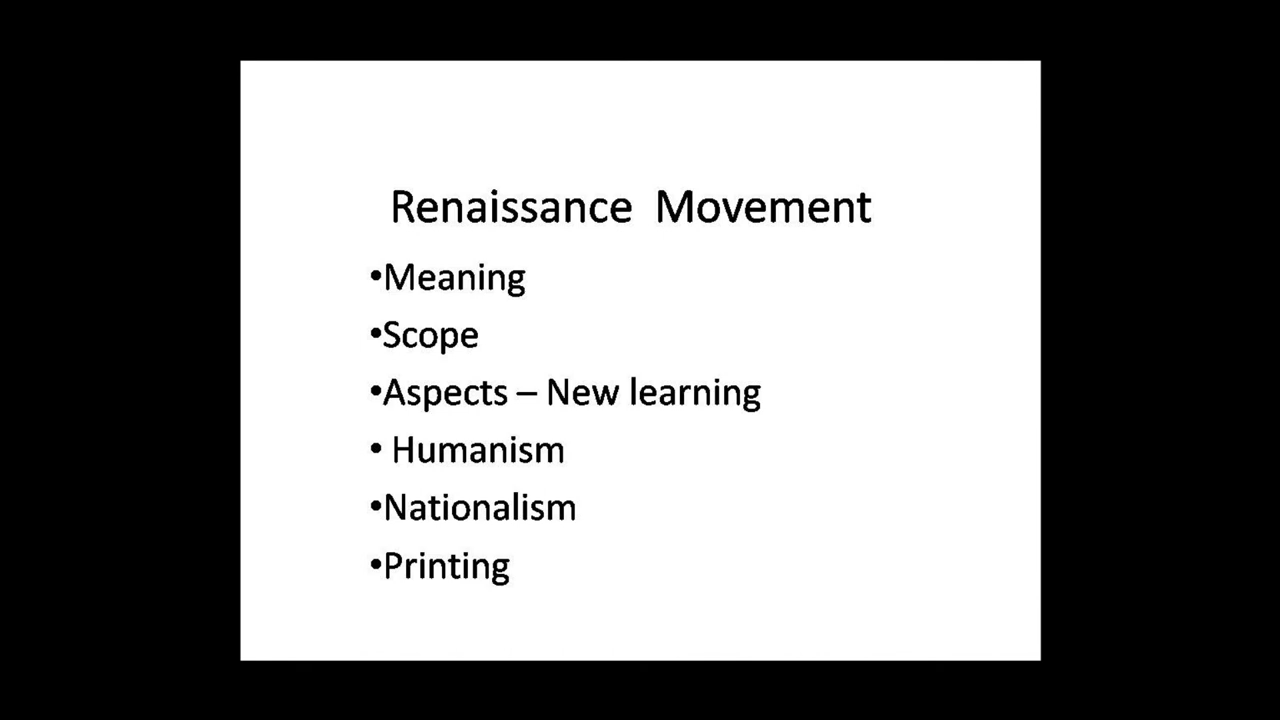 Renaissance Movement
•Meaning
•Scope
•Aspects – New learning
• Humanism
•Nationalism
•Printing